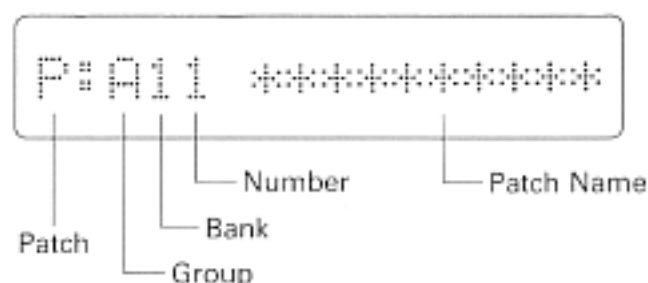 P:A11 **********
Number
Patch Name
Bank
Patch
Group